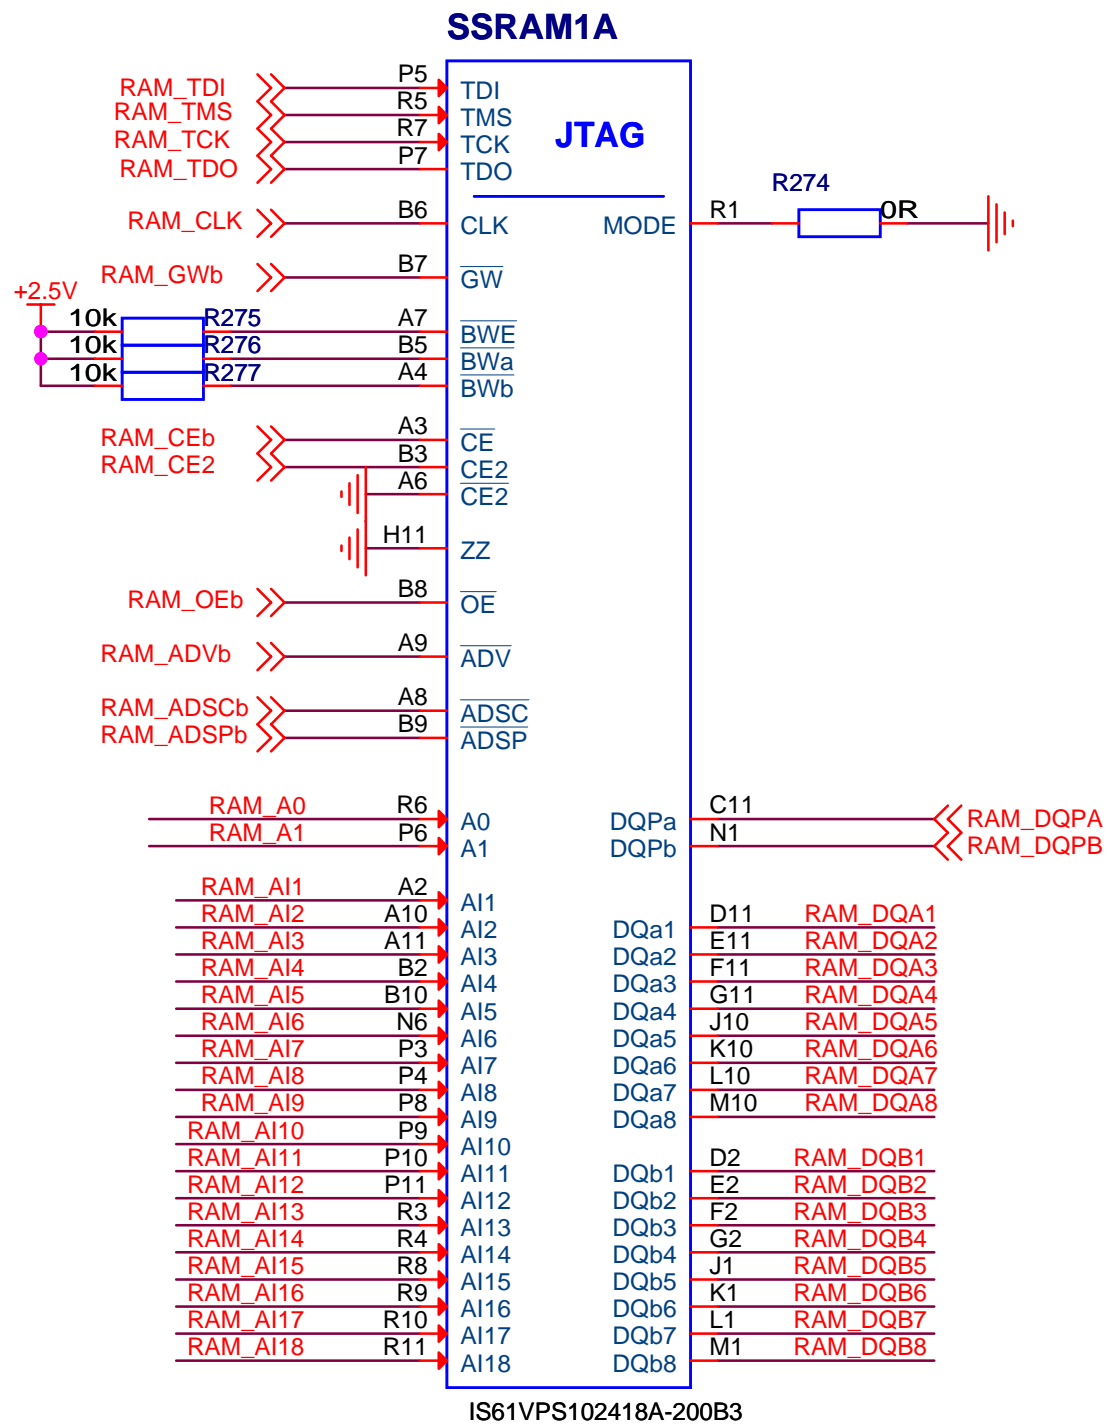 SSRAM1A
RAM_TDI P5 TDI
RAM_TMS R5 TMS
RAM_TCK R7 TCK
RAM_TDO P7 TDO
JTAG
RAM_CLK B6 CLK
MODE R1 R274 0R
RAM_GWb B7 GW
+2.5V
10k R275 A7 BWE
10k R276 B5 BWa
10k R277 A4 BWb
RAM_CEb A3 CE
RAM_CE2 B3 CE2
A6 CE2
H11 ZZ
RAM_OEb B8 OE
RAM_ADVb A9 ADV
RAM_ADSCb A8 ADSC
RAM_ADSPb B9 ADSP
RAM_A0 R6 A0 DQPa C11 RAM_DQPA
RAM_A1 P6 A1 DQPb N1 RAM_DQPB
RAM_AI1 A2 AI1
RAM_AI2 A10 AI2 DQa1 D11 RAM_DQA1
RAM_AI3 A11 AI3 DQa2 E11 RAM_DQA2
RAM_AI4 B2 AI4 DQa3 F11 RAM_DQA3
RAM_AI5 B10 AI5 DQa4 G11 RAM_DQA4
RAM_AI6 N6 AI6 DQa5 J10 RAM_DQA5
RAM_AI7 P3 AI7 DQa6 K10 RAM_DQA6
RAM_AI8 P4 AI8 DQa7 L10 RAM_DQA7
RAM_AI9 P8 AI9 DQa8 M10 RAM_DQA8
RAM_AI10 P9 AI10
RAM_AI11 P10 AI11 DQb1 D2 RAM_DQB1
RAM_AI12 P11 AI12 DQb2 E2 RAM_DQB2
RAM_AI13 R3 AI13 DQb3 F2 RAM_DQB3
RAM_AI14 R4 AI14 DQb4 G2 RAM_DQB4
RAM_AI15 R8 AI15 DQb5 J1 RAM_DQB5
RAM_AI16 R9 AI16 DQb6 K1 RAM_DQB6
RAM_AI17 R10 AI17 DQb7 L1 RAM_DQB7
RAM_AI18 R11 AI18 DQb8 M1 RAM_DQB8
IS61VPS102418A-200B3